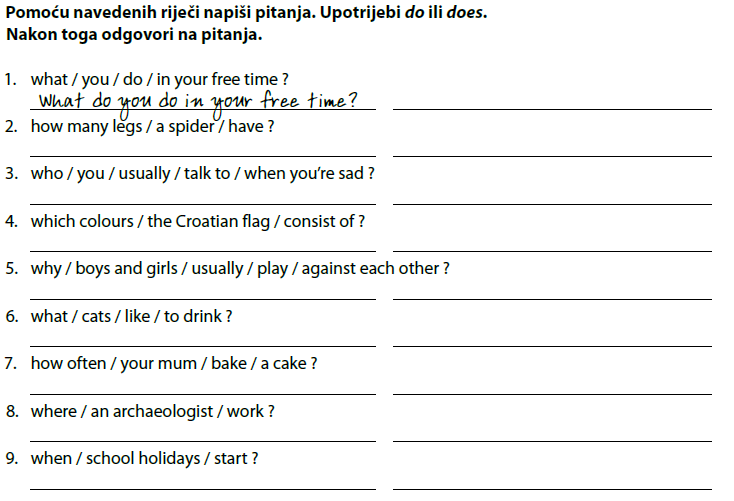 Pomoću navedenih riječi napiši pitanja. Upotrijebi do ili does.
Nakon toga odgovori na pitanja.
1. what / you / do / in your free time ?
What do you do in your free time?
2. how many legs / a spider / have ?
3. who / you / usually / talk to / when you're sad ?
4. which colours / the Croatian flag / consist of ?
5. why / boys and girls / usually / play / against each other ?
6. what / cats / like / to drink ?
7. how often / your mum / bake / a cake ?
8. where / an archaeologist / work ?
9. when / school holidays / start ?